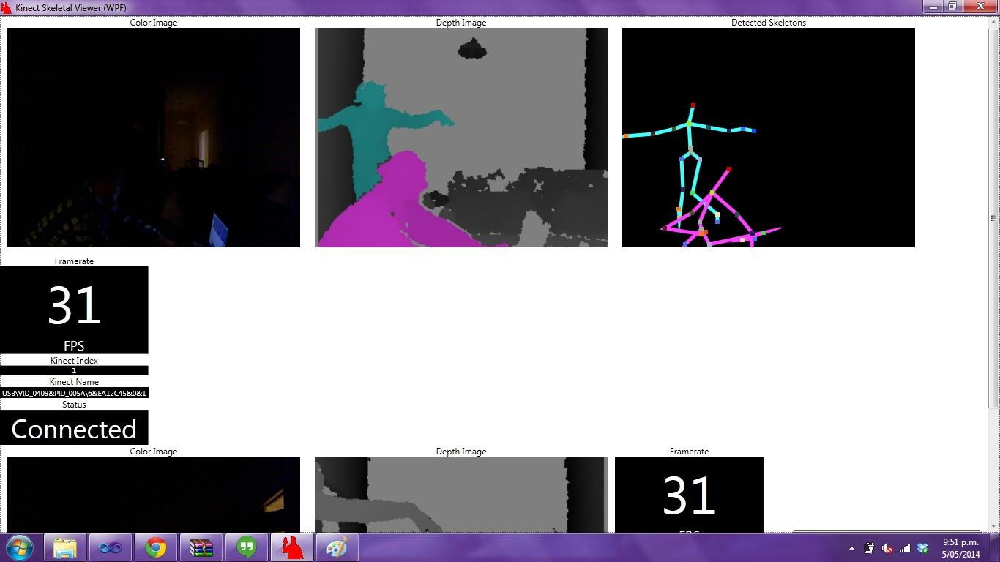 Kinect Skeletal Viewer (WPF)
Color Image
Depth Image
Detected Skeletons
Framerate
31
FPS
Kinect Index
1
Kinect Name
USB\VID_0409&PID_005A\6&EA12C45&0&1
Status
Connected
Color Image
Depth Image
Framerate
31
9:51 p.m.
5/05/2014